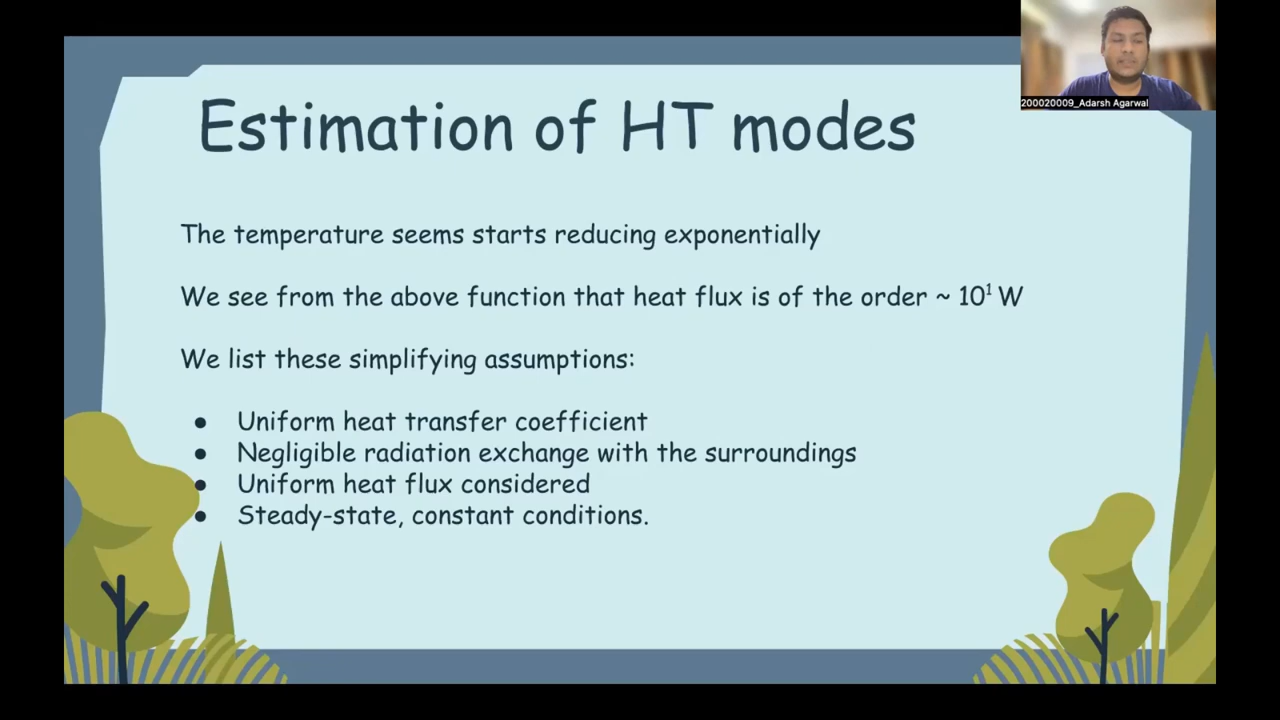 200020009_Adarsh Agarwal
Estimation of HT modes
The temperature seems starts reducing exponentially
We see from the above function that heat flux is of the order ~ 10¹ W
We list these simplifying assumptions:
● Uniform heat transfer coefficient
● Negligible radiation exchange with the surroundings
● Uniform heat flux considered
● Steady-state, constant conditions.